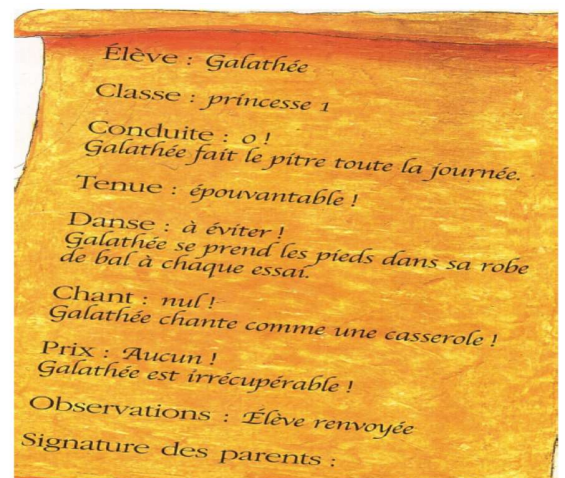 Élève : Galathée
Classe : princesse 1
Conduite : 0 !
Galathée fait le pitre toute la journée.
Tenue : épouvantable !
Danse : à éviter !
Galathée se prend les pieds dans sa robe
de bal à chaque essai.
Chant : nul !
Galathée chante comme une casserole !
Prix : Aucun !
Galathée est irrécupérable !
Observations : Élève renvoyée
Signature des parents :